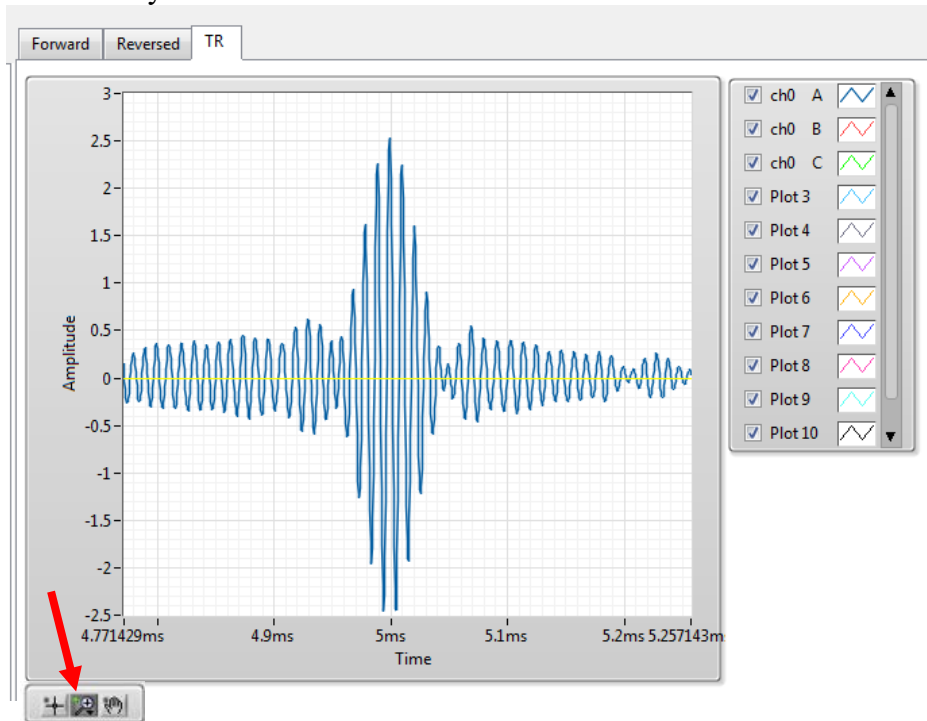 Forward Reversed TR
3
2.5
2
1.5
1
0.5
0
-0.5
-1
-1.5
-2
-2.5
Amplitude
4.771429ms 4.9ms 5ms 5.1ms 5.2ms 5.257143m
Time
ch0 A
ch0 B
ch0 C
Plot 3
Plot 4
Plot 5
Plot 6
Plot 7
Plot 8
Plot 9
Plot 10